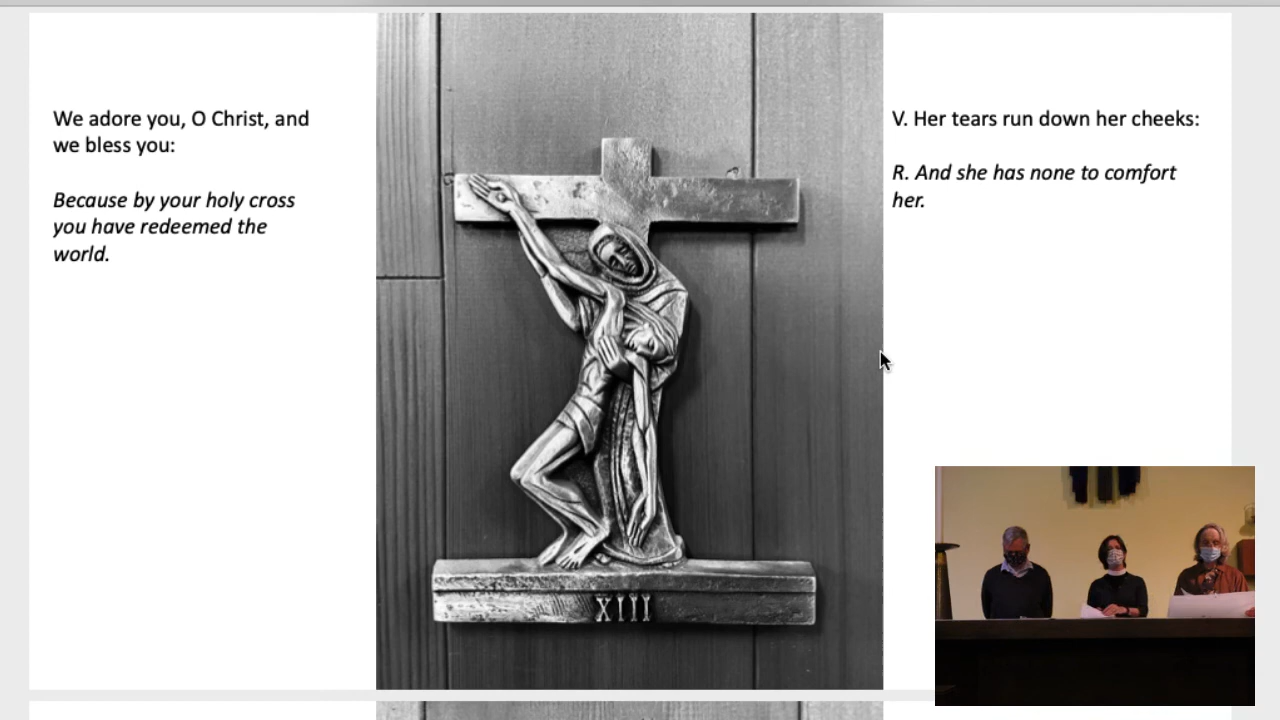 We adore you, O Christ, and
we bless you:
Because by your holy cross
you have redeemed the
world.
XIII
V. Her tears run down her cheeks:
R. And she has none to comfort
her.